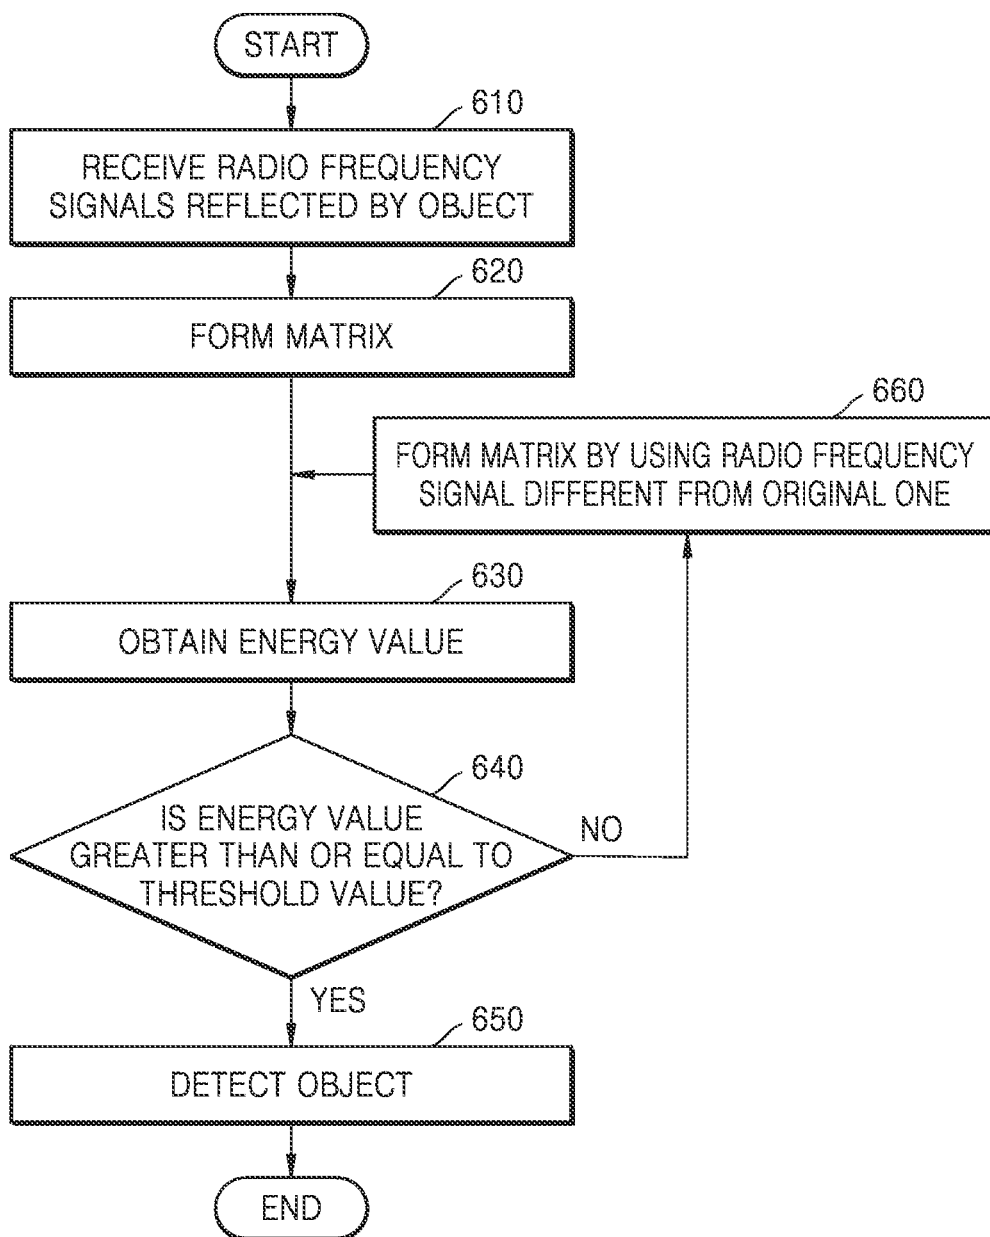 START
610
RECEIVE RADIO FREQUENCY
SIGNALS REFLECTED BY OBJECT
620
FORM MATRIX
660
FORM MATRIX BY USING RADIO FREQUENCY
SIGNAL DIFFERENT FROM ORIGINAL ONE
630
OBTAIN ENERGY VALUE
640
IS ENERGY VALUE
GREATER THAN OR EQUAL TO
THRESHOLD VALUE?
NO
YES
650
DETECT OBJECT
END